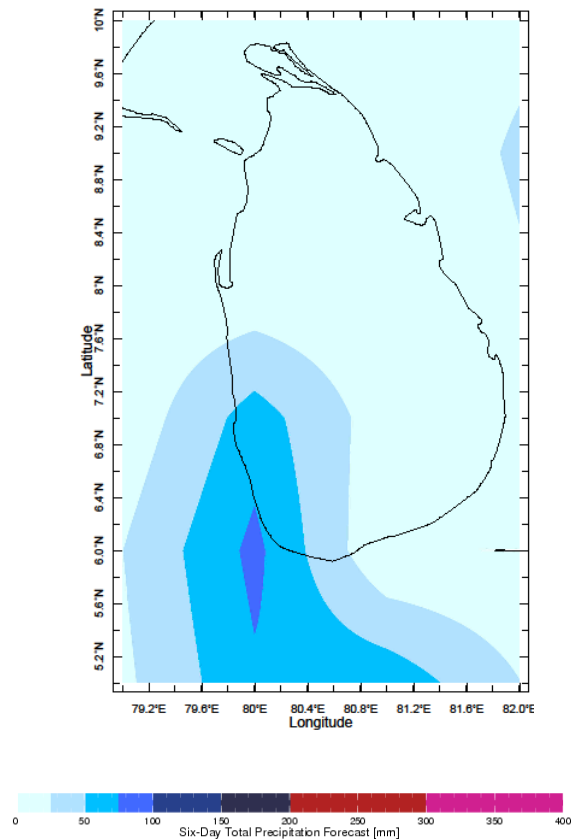 10°N
9.6°N
9.2°N
8.8°N
8.4°N
8°N
7.6°N
7.2°N
6.8°N
6.4°N
6.0°N
5.6°N
5.2°N
Latitude
79.2°E 79.6°E 80°E 80.4°E 80.8°E 81.2°E 81.6°E 82.0°E
Longitude
0 50 100 150 200 250 300 350 400
Six-Day Total Precipitation Forecast [mm]